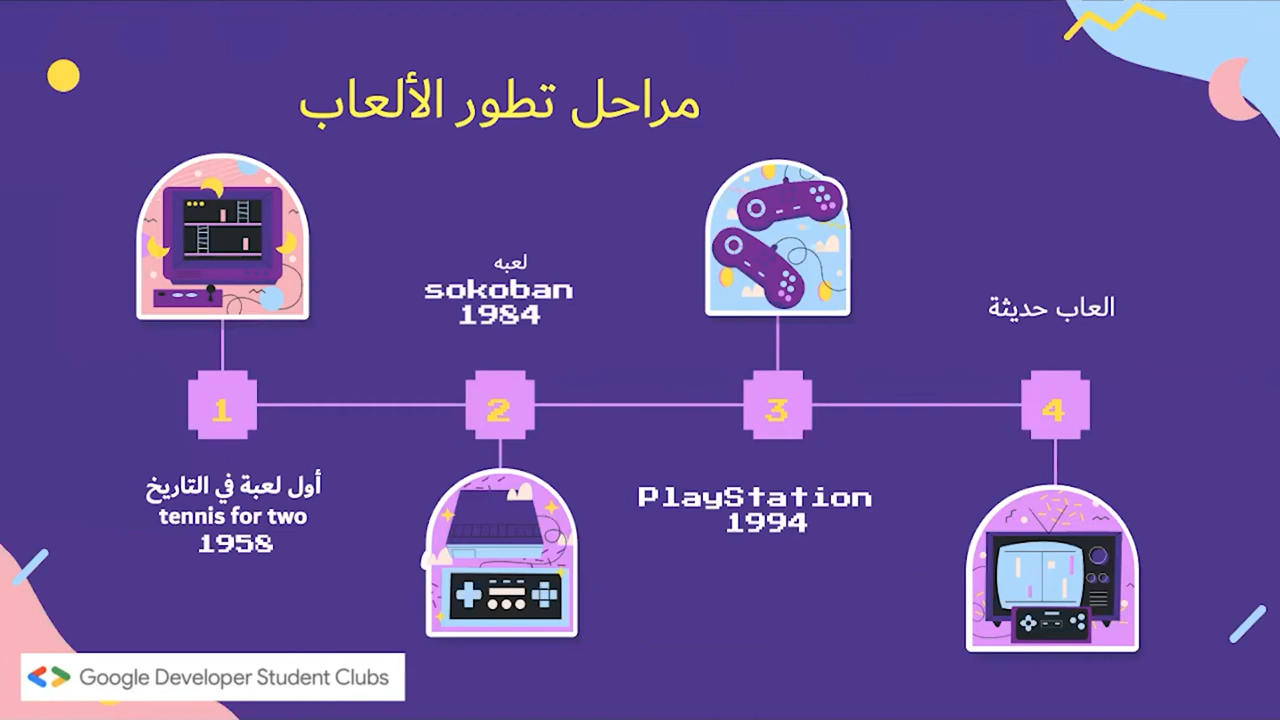 مراحل تطور الألعاب
1
أول لعبة في التاريخ
tennis for two
1958
2
لعبه
sokoban
1984
3
PlayStation
1994
4
العاب حديثة
Google Developer Student Clubs